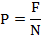 P = F/N